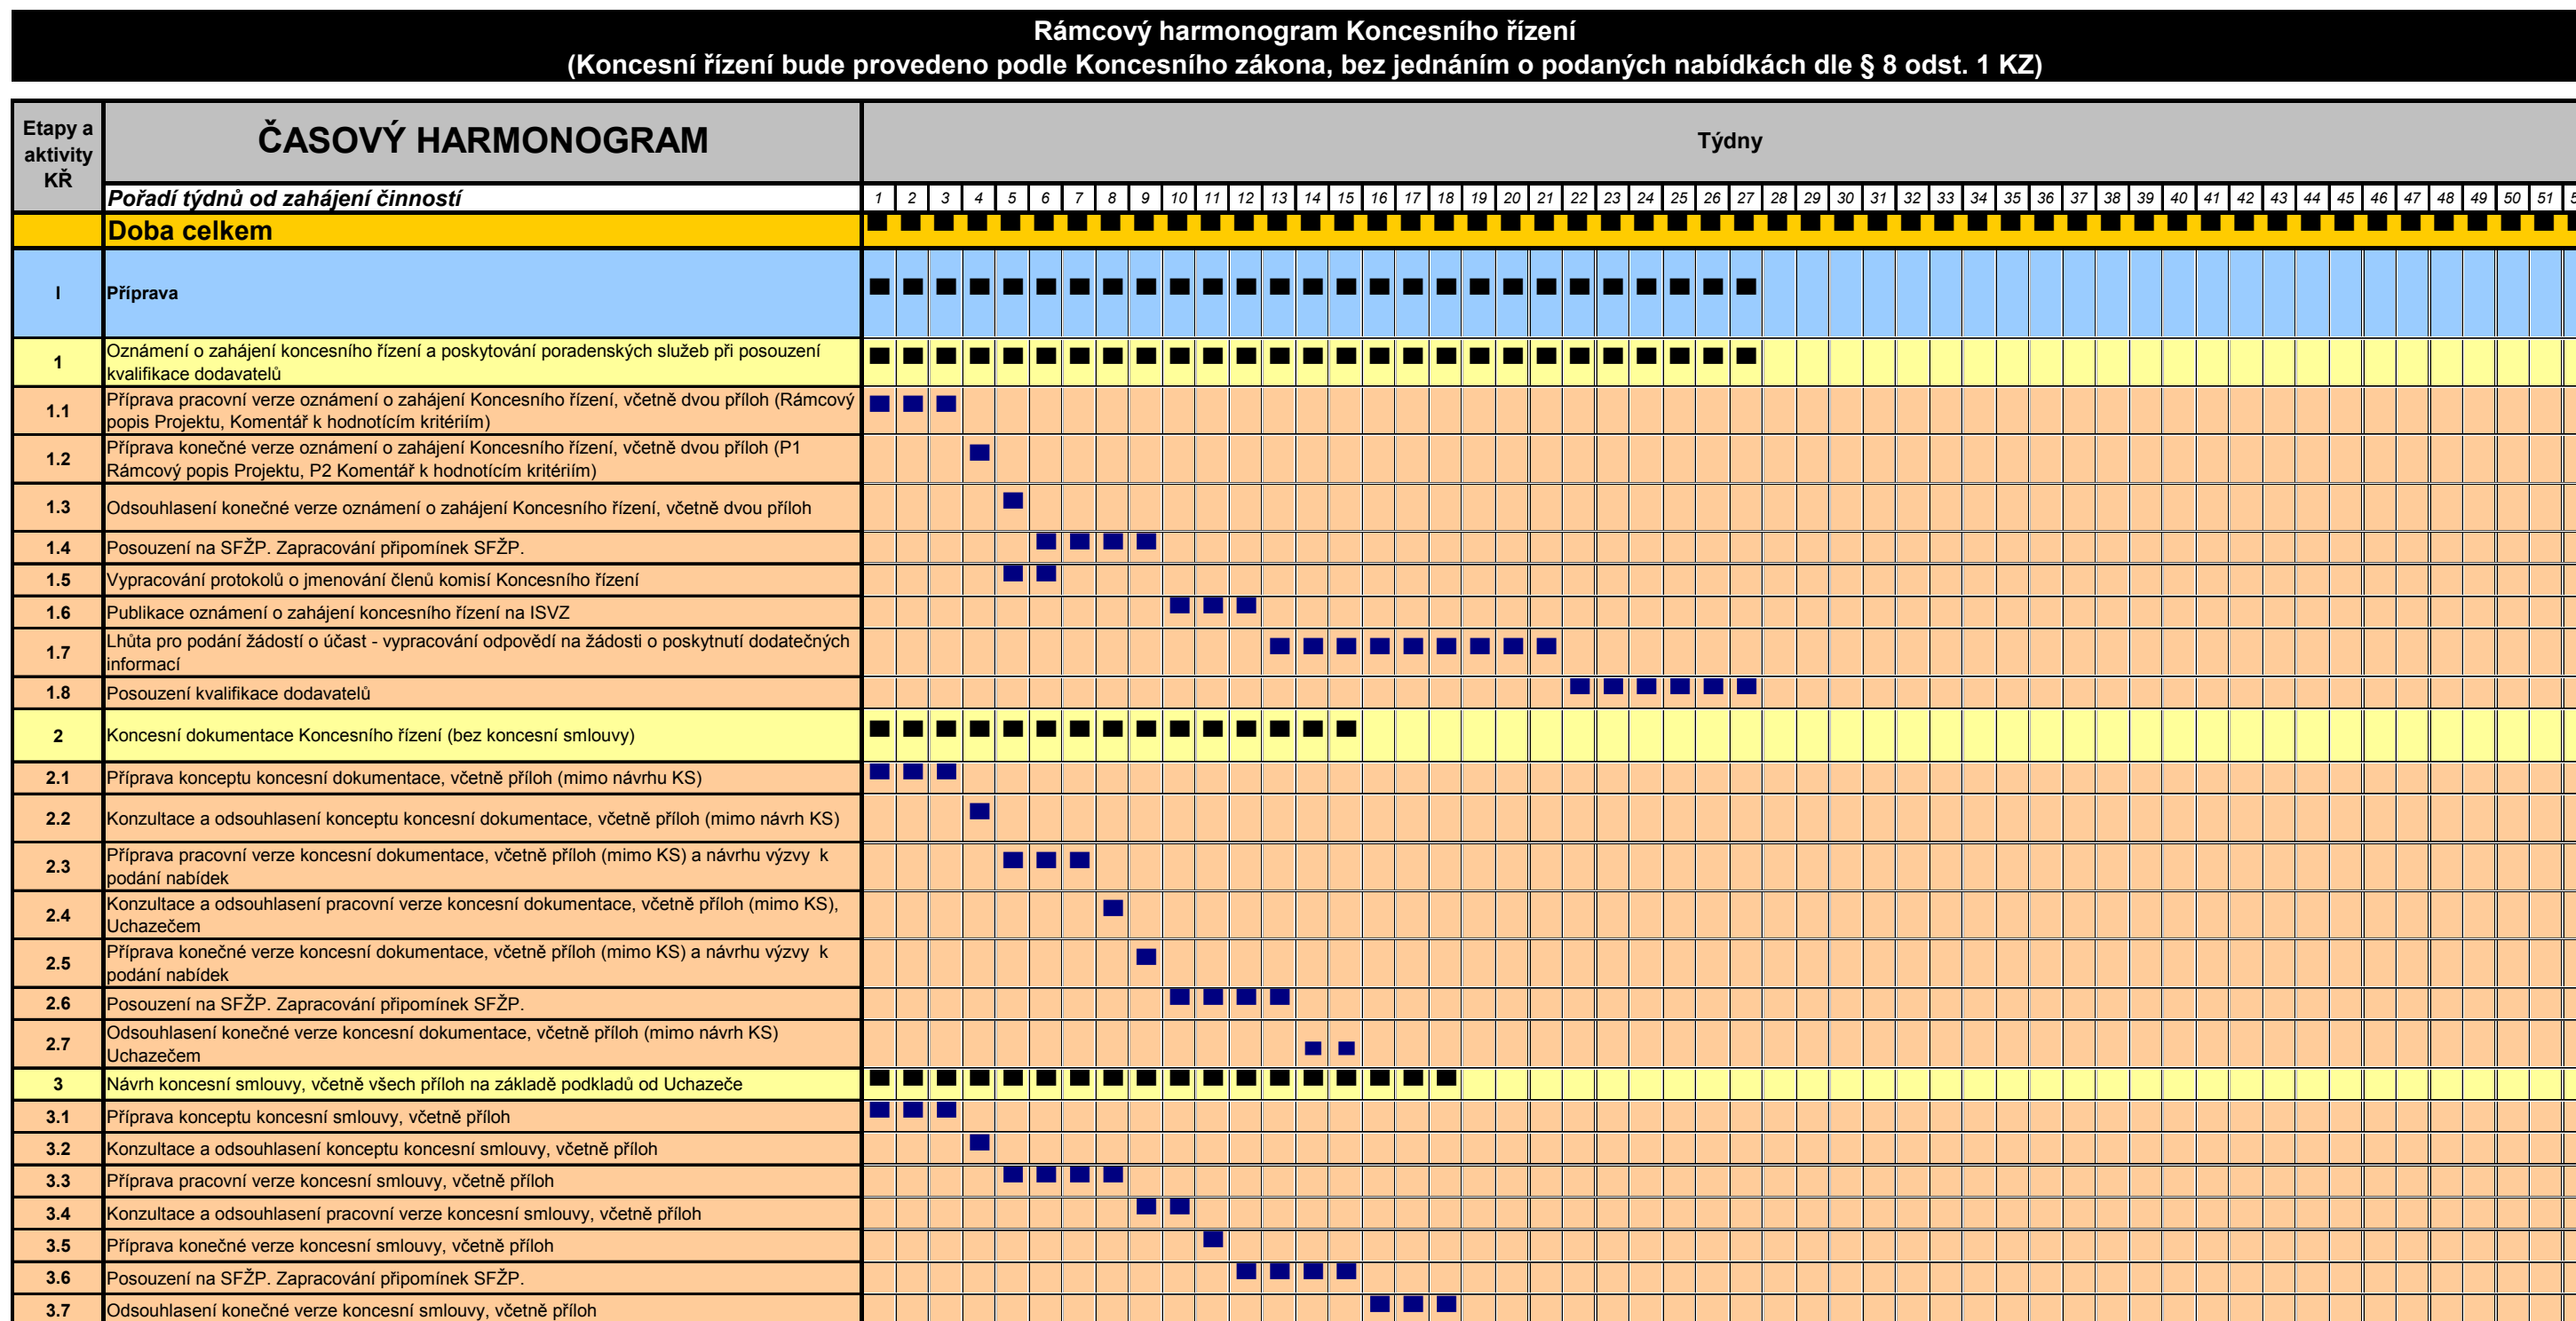 Rámcový harmonogram Koncesního řízení
(Koncesní řízení bude provedeno podle Koncesního zákona, bez jednáním o podaných nabídkách dle § 8 odst. 1 KZ)
Etapy a
aktivity
KŘ
ČASOVÝ HARMONOGRAM
Týdny
Pořadí týdnů od zahájení činností
1 2 3 4 5 6 7 8 9 10 11 12 13 14 15 16 17 18 19 20 21 22 23 24 25 26 27 28 29 30 31 32 33 34 35 36 37 38 39 40 41 42 43 44 45 46 47 48 49 50 51
Doba celkem
I Příprava
1 Oznámení o zahájení koncesního řízení a poskytování poradenských služeb při posouzení
kvalifikace dodavatelů
1.1 Příprava pracovní verze oznámení o zahájení Koncesního řízení, včetně dvou příloh (Rámcový
popis Projektu, Komentář k hodnotícím kritériím)
1.2 Příprava konečné verze oznámení o zahájení Koncesního řízení, včetně dvou příloh (P1
Rámcový popis Projektu, P2 Komentář k hodnotícím kritériím)
1.3 Odsouhlasení konečné verze oznámení o zahájení Koncesního řízení, včetně dvou příloh
1.4 Posouzení na SFŽP. Zapracování připomínek SFŽP.
1.5 Vypracování protokolů o jmenování členů komisí Koncesního řízení
1.6 Publikace oznámení o zahájení koncesního řízení na ISVZ
1.7 Lhůta pro podání žádostí o účast - vypracování odpovědí na žádosti o poskytnutí dodatečných
informací
1.8 Posouzení kvalifikace dodavatelů
2 Koncesní dokumentace Koncesního řízení (bez koncesní smlouvy)
2.1 Příprava konceptu koncesní dokumentace, včetně příloh (mimo návrhu KS)
2.2 Konzultace a odsouhlasení konceptu koncesní dokumentace, včetně příloh (mimo návrh KS)
2.3 Příprava pracovní verze koncesní dokumentace, včetně příloh (mimo KS) a návrhu výzvy k
podání nabídek
2.4 Konzultace a odsouhlasení pracovní verze koncesní dokumentace, včetně příloh (mimo KS),
Uchazečem
2.5 Příprava konečné verze koncesní dokumentace, včetně příloh (mimo KS) a návrhu výzvy k
podání nabídek
2.6 Posouzení na SFŽP. Zapracování připomínek SFŽP.
2.7 Odsouhlasení konečné verze koncesní dokumentace, včetně příloh (mimo návrh KS)
Uchazečem
3 Návrh koncesní smlouvy, včetně všech příloh na základě podkladů od Uchazeče
3.1 Příprava konceptu koncesní smlouvy, včetně příloh
3.2 Konzultace a odsouhlasení konceptu koncesní smlouvy, včetně příloh
3.3 Příprava pracovní verze koncesní smlouvy, včetně příloh
3.4 Konzultace a odsouhlasení pracovní verze koncesní smlouvy, včetně příloh
3.5 Příprava konečné verze koncesní smlouvy, včetně příloh
3.6 Posouzení na SFŽP. Zapracování připomínek SFŽP.
3.7 Odsouhlasení konečné verze koncesní smlouvy, včetně příloh